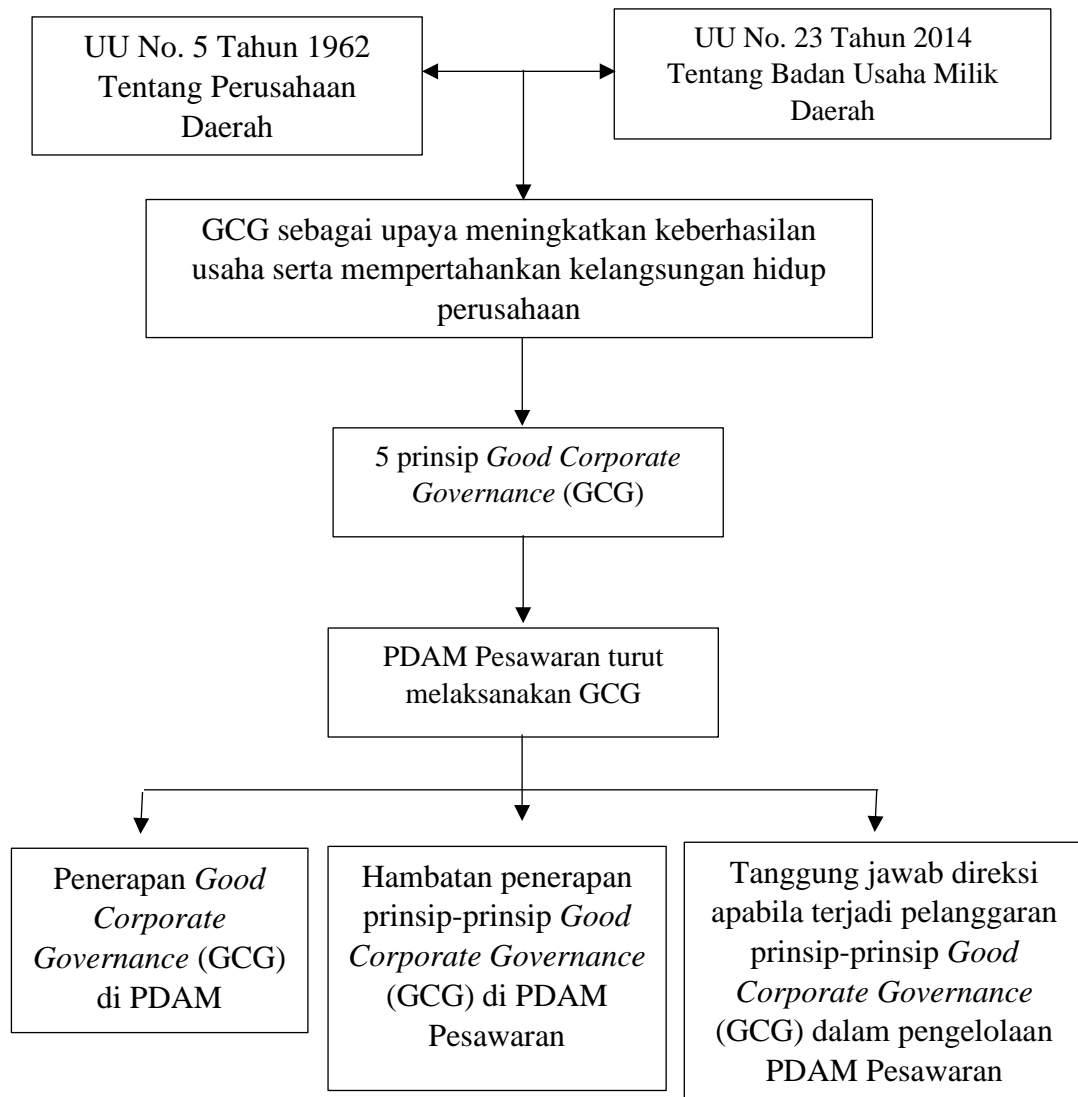 UU No. 5 Tahun 1962
Tentang Perusahaan
Daerah
UU No. 23 Tahun 2014
Tentang Badan Usaha Milik
Daerah
GCG sebagai upaya meningkatkan keberhasilan
usaha serta mempertahankan kelangsungan hidup
perusahaan
5 prinsip Good Corporate
Governance (GCG)
PDAM Pesawaran turut
melaksanakan GCG
Penerapan Good
Corporate
Governance (GCG)
di PDAM
Hambatan penerapan
prinsip-prinsip Good
Corporate Governance
(GCG) di PDAM
Pesawaran
Tanggung jawab direksi
apabila terjadi pelanggaran
prinsip-prinsip Good
Corporate Governance
(GCG) dalam pengelolaan
PDAM Pesawaran